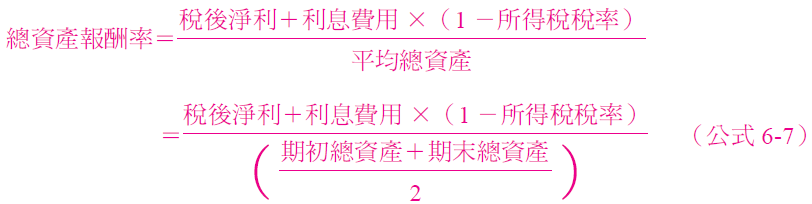 稅後淨利＋利息費用×（1－所得稅稅率）
總資產報酬率＝
平均總資產
稅後淨利＋利息費用×（1－所得稅稅率）
＝
（公式 6-7）
期初總資產＋期末總資產
(　)
2